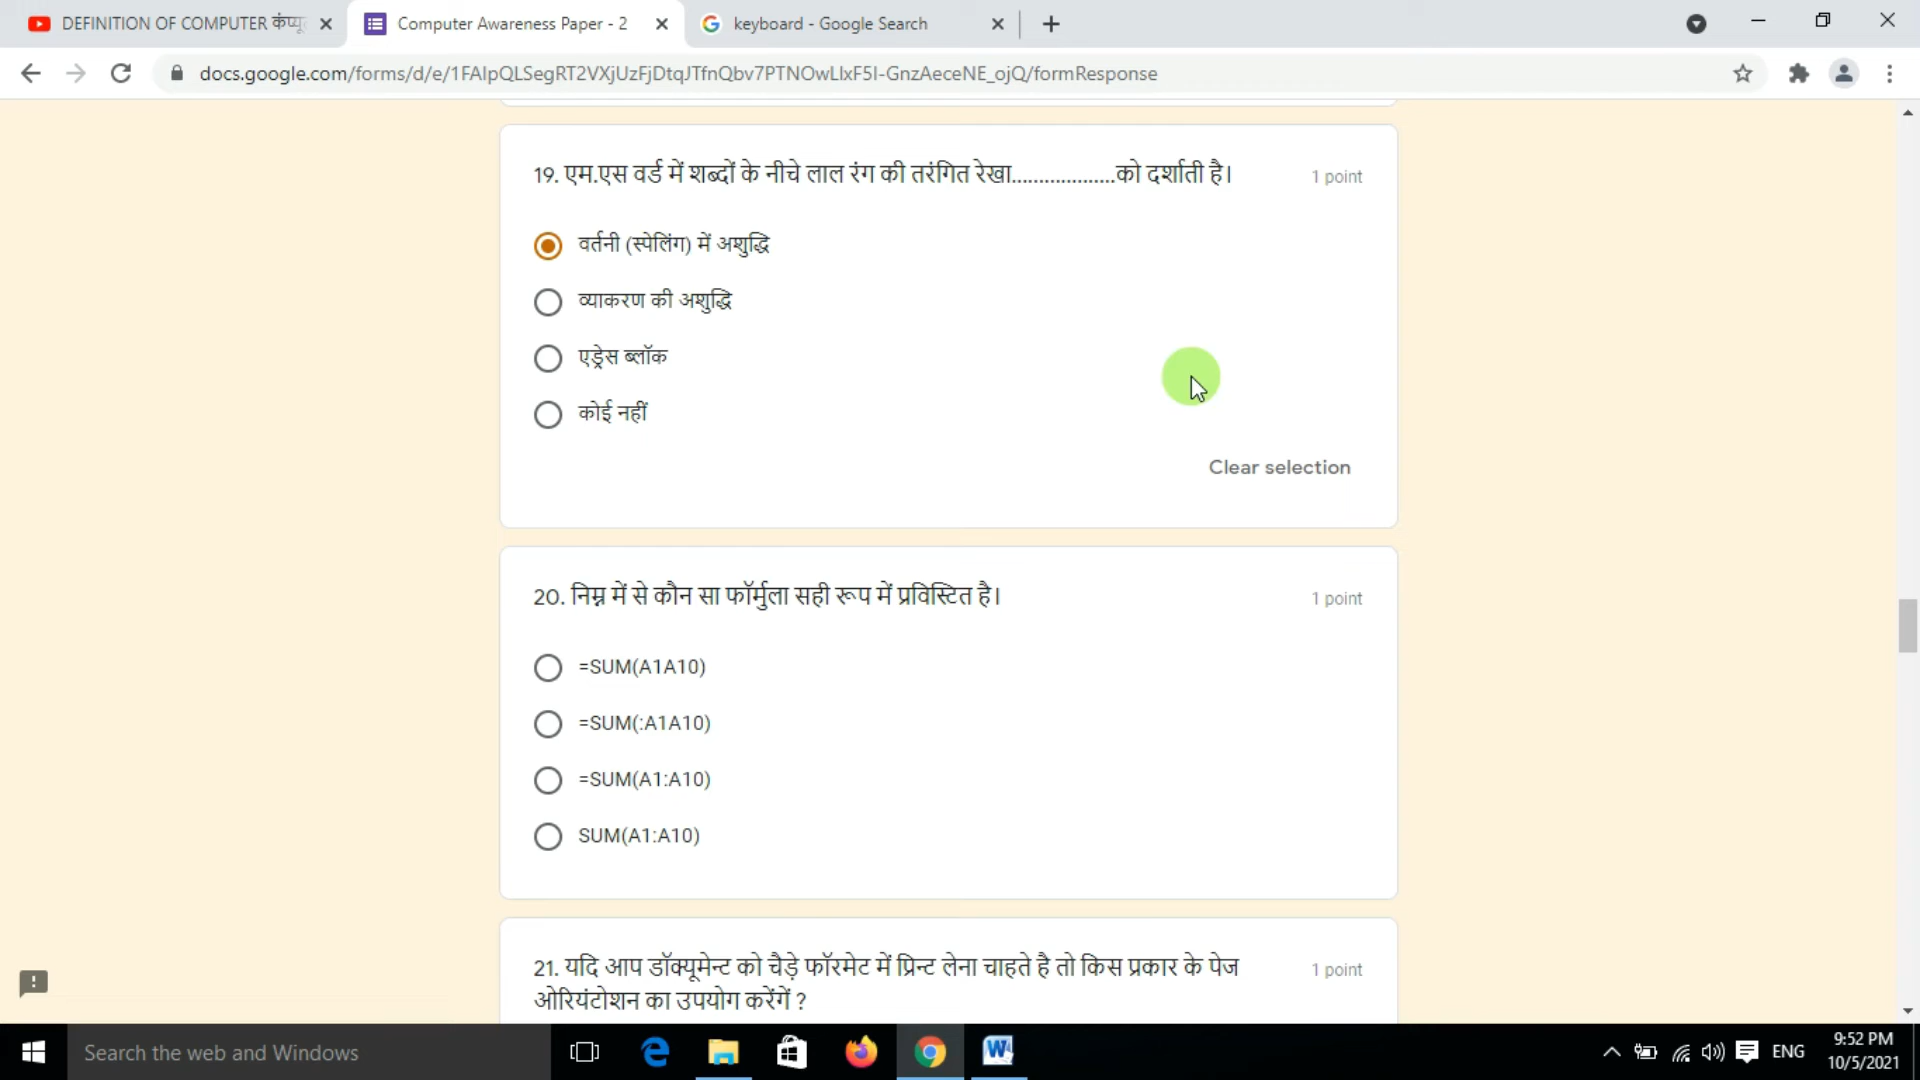 DEFINITION OF COMPUTER कंप्यू
Computer Awareness Paper - 2
keyboard - Google Search
docs.google.com/forms/d/e/1FAIpQLSegRT2VXjUzFjDtqJTfnQbv7PTNOwLlxF5I-GnzAeceNE_ojQ/formResponse
19. एम.एस वर्ड में शब्दों के नीचे लाल रंग की तरंगित रेखा...................को दर्शाती है।
1 point
वर्तनी (स्पेलिंग) में अशुद्धि
व्याकरण की अशुद्धि
एड्रेस ब्लॉक
कोई नहीं
Clear selection
20. निम्न में से कौन सा फॉर्मुला सही रूप में प्रविस्टित है।
1 point
=SUM(A1A10)
=SUM(:A1A10)
=SUM(A1:A10)
SUM(A1:A10)
21. यदि आप डॉक्यूमेन्ट को चैड़े फॉरमेट में प्रिन्ट लेना चाहते है तो किस प्रकार के पेज
1 point
ओरियंटोशन का उपयोग करेंगें ?
Search the web and Windows
ENG
9:52 PM
10/5/2021